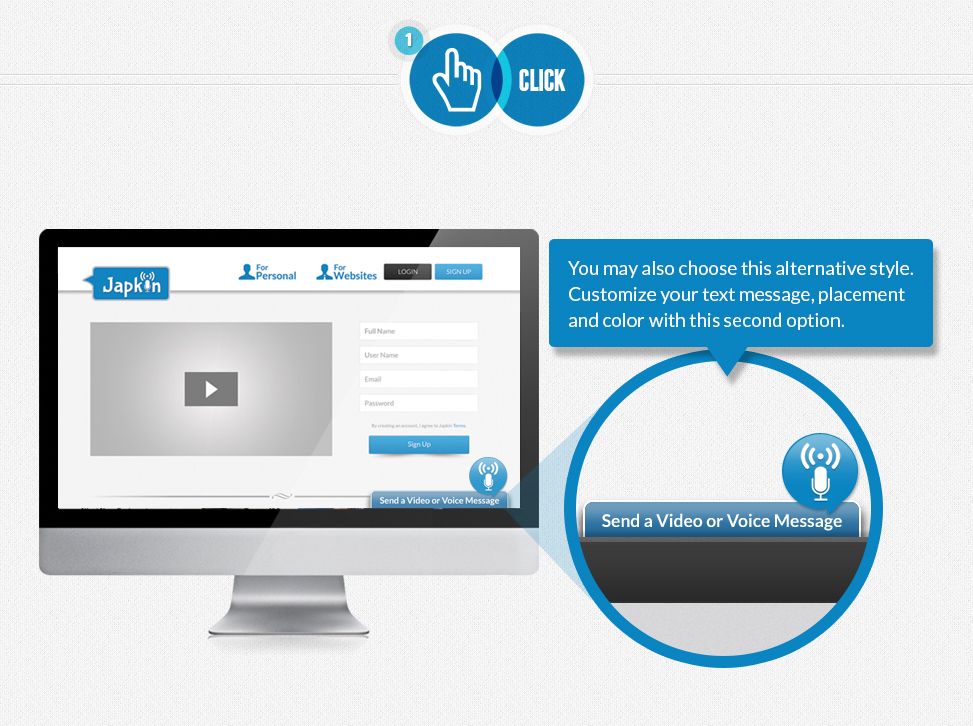 1
CLICK
Japkin
For
Personal
For
Websites
LOGIN
SIGN UP
Full Name
User Name
Email
Password
By creating an account, I agree to Japkin Terms.
Sign Up
Send a Video or Voice Message
You may also choose this alternative style.
Customize your text message, placement
and color with this second option.
Send a Video or Voice Message